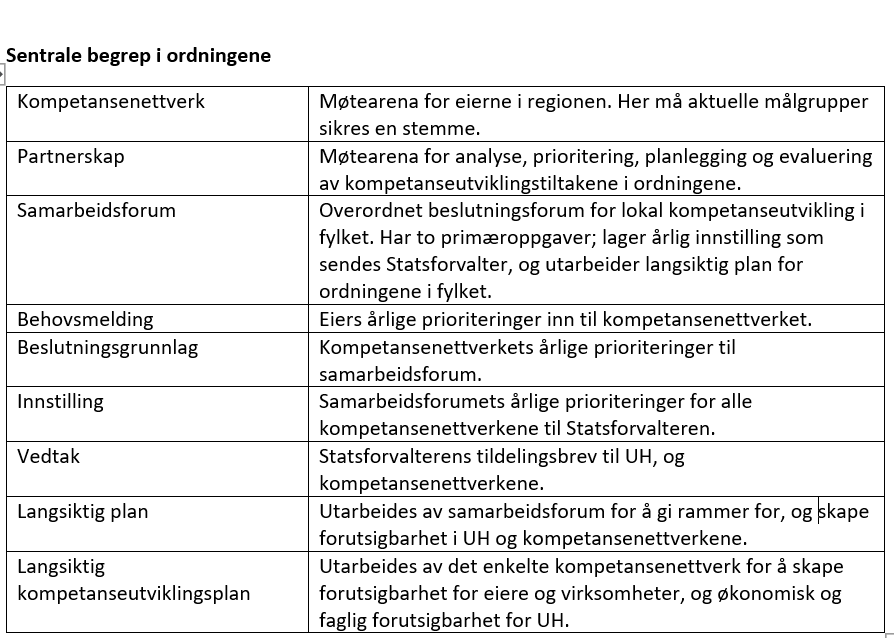 Sentrale begrep i ordningene
Kompetansenettverk
Møtearena for eierne i regionen. Her må aktuelle målgrupper
sikres en stemme.
Partnerskap
Møtearena for analyse, prioritering, planlegging og evaluering
av kompetanseutviklingstiltakene i ordningene.
Samarbeidsforum
Overordnet beslutningsforum for lokal kompetanseutvikling i
fylket. Har to primæroppgaver; lager årlig innstilling som
sendes Statsforvalter, og utarbeider langsiktig plan for
ordningene i fylket.
Behovsmelding
Eiers årlige prioriteringer inn til kompetansenettverket.
Beslutningsgrunnlag
Kompetansenettverkets årlige prioriteringer til
samarbeidsforum.
Innstilling
Samarbeidsforumets årlige prioriteringer for alle
kompetansenettverkene til Statsforvalteren.
Vedtak
Statsforvalterens tildelingsbrev til UH, og
kompetansenettverkene.
Langsiktig plan
Utarbeides av samarbeidsforum for å gi rammer for, og skape
forutsigbarhet i UH og kompetansenettverkene.
Langsiktig
kompetanseutviklingsplan
Utarbeides av det enkelte kompetansenettverk for å skape
forutsigbarhet for eiere og virksomheter, og økonomisk og
faglig forutsigbarhet for UH.